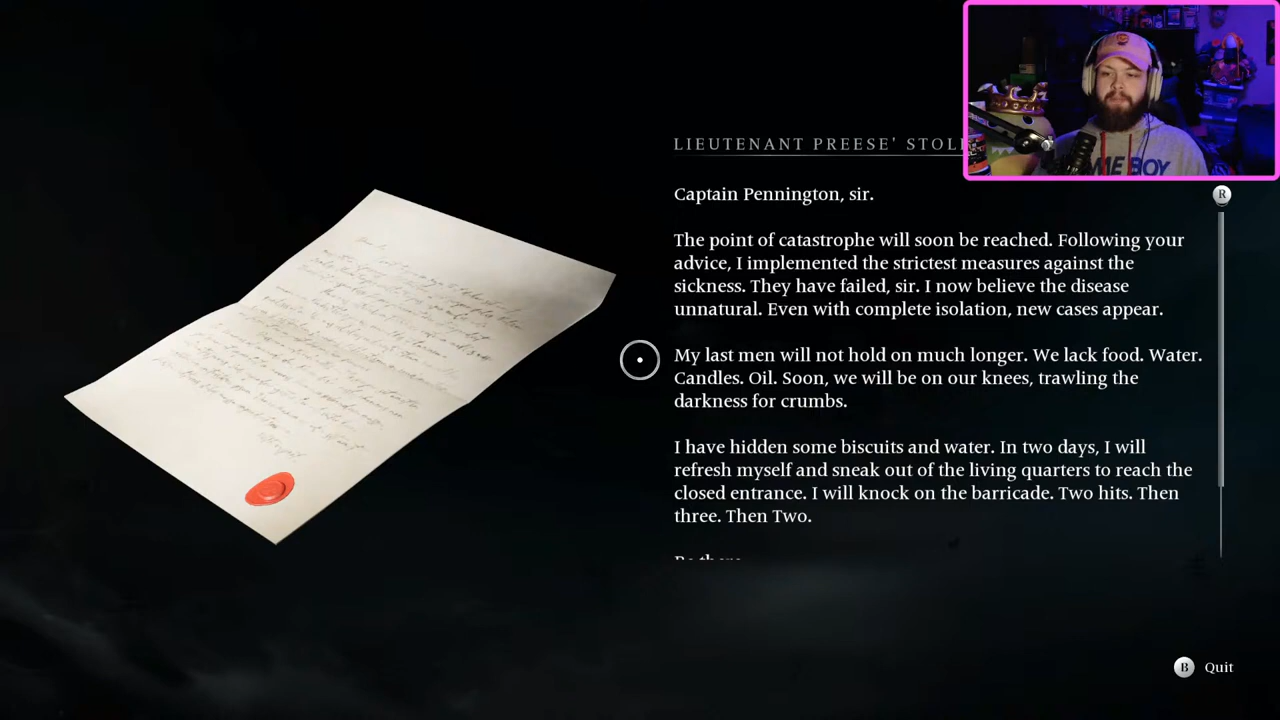 LIEUTENANT PREESE' STOL
Captain Pennington, sir.
R
The point of catastrophe will soon be reached. Following your
advice, I implemented the strictest measures against the
sickness. They have failed, sir. I now believe the disease
unnatural. Even with complete isolation, new cases appear.
My last men will not hold on much longer. We lack food. Water.
Candles. Oil. Soon, we will be on our knees, trawling the
darkness for crumbs.
I have hidden some biscuits and water. In two days, I will
refresh myself and sneak out of the living quarters to reach the
closed entrance. I will knock on the barricade. Two hits. Then
three. Then Two.
B Quit